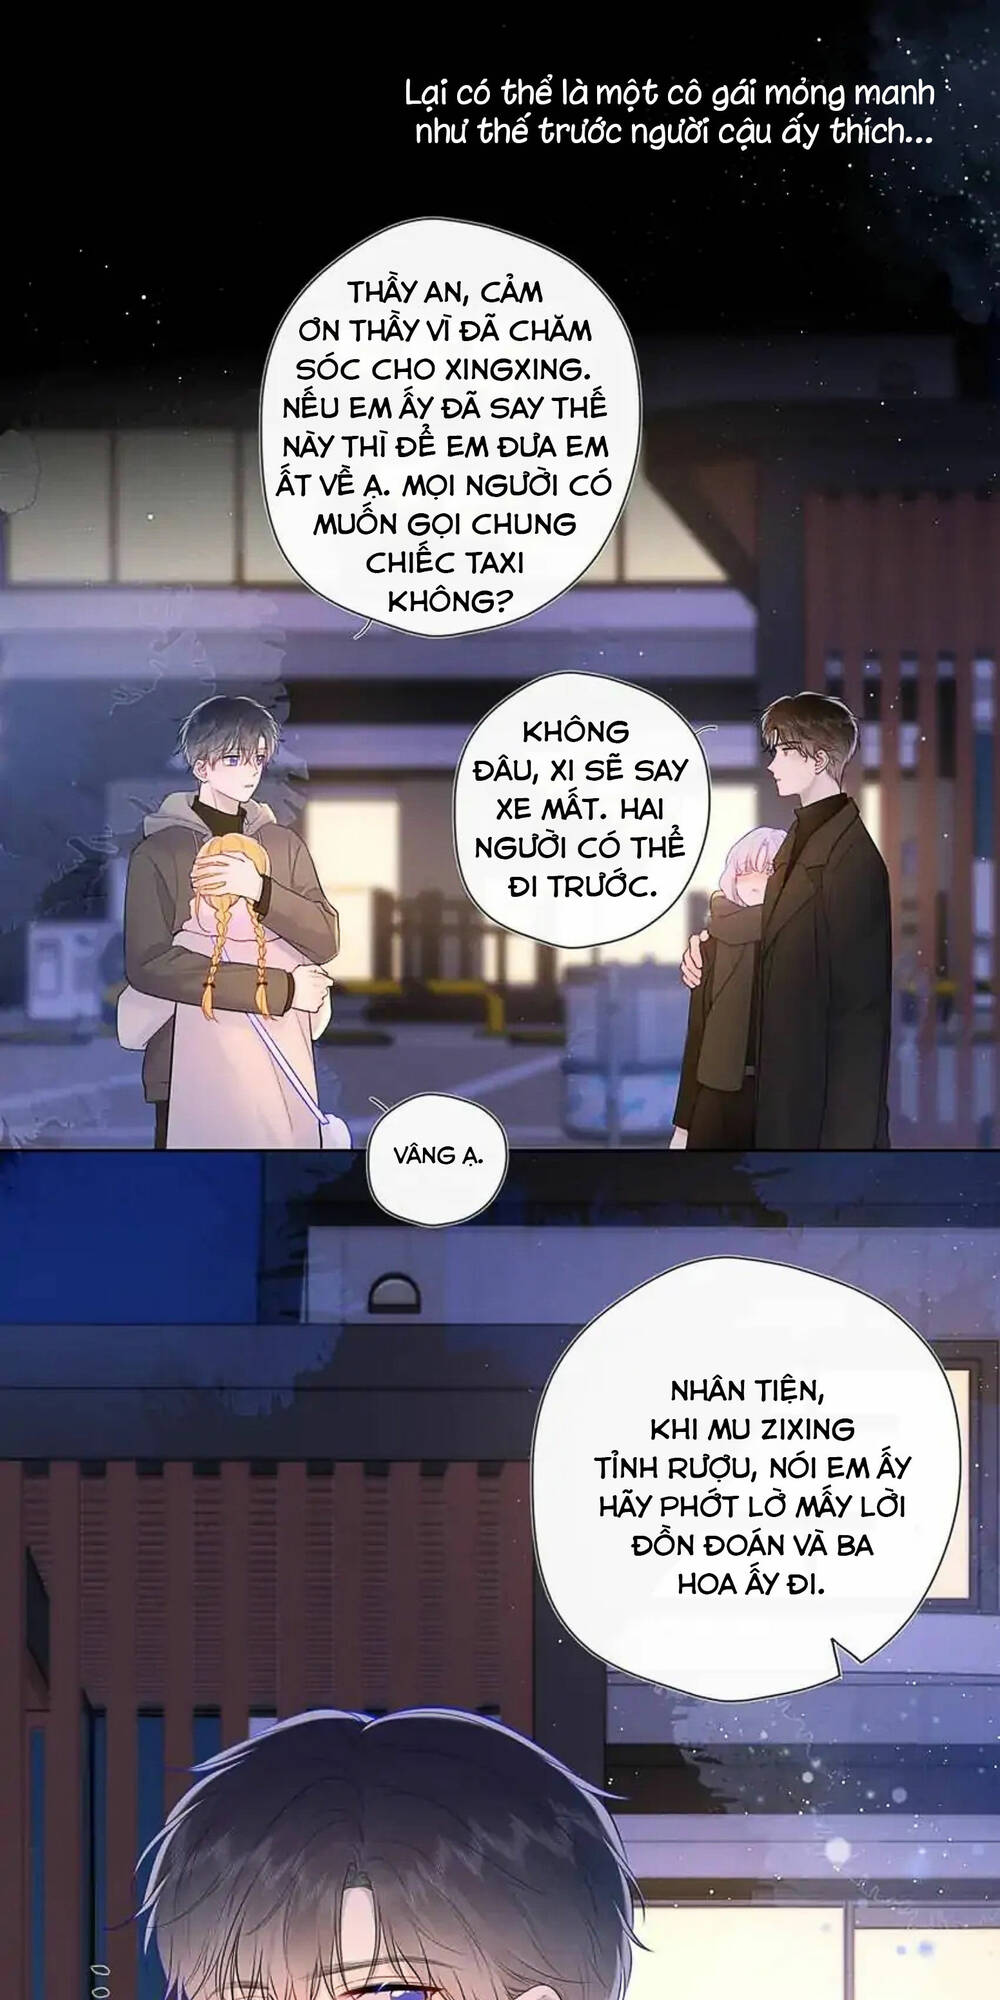 Lại có thể là một cô gái mỏng manh
như thế trước người cậu ấy thích...
THẦY AN, CẢM
ƠN THẦY VÌ ĐÃ CHĂM
SÓC CHO XINGXING.
NẾU EM ẤY ĐÃ SAY THẾ
NÀY THÌ ĐỂ EM ĐƯA EM
ẤT VỀ Ạ. MỌI NGƯỜI CÓ
MUỐN GỌI CHUNG
CHIẾC TAXI
KHÔNG?
KHÔNG
ĐÂU, XI SẼ SAY
XE MẤT. HAI
NGƯỜI CÓ THỂ
ĐI TRƯỚC.
VÂNG Ạ.
NHÂN TIỆN,
KHI MU ZIXING
TỈNH RƯỢU, NÓI EM ẤY
HÃY PHỚT LỜ MẤY LỜI
ĐỒN ĐOÁN VÀ BA
HOA ẤY ĐI.